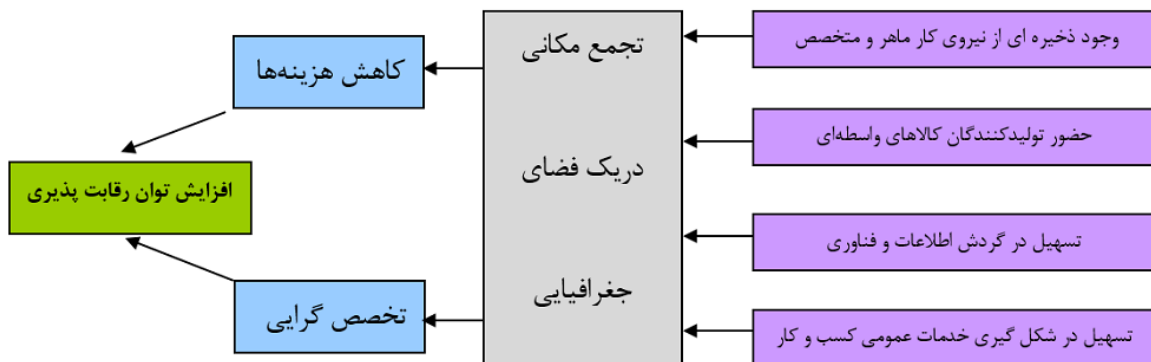 وجود ذخیره ای از نیروی کار ماهر و متخصص
حضور تولیدکنندگان کالاهای واسطه‌ای
تسهیل در گردش اطلاعات و فناوری
تسهیل در شکل گیری خدمات عمومی کسب و کار
تجمع مکانی
دریک فضای
جغرافیایی
کاهش هزینه‌ها
تخصص گرایی
افزایش توان رقابت پذیری